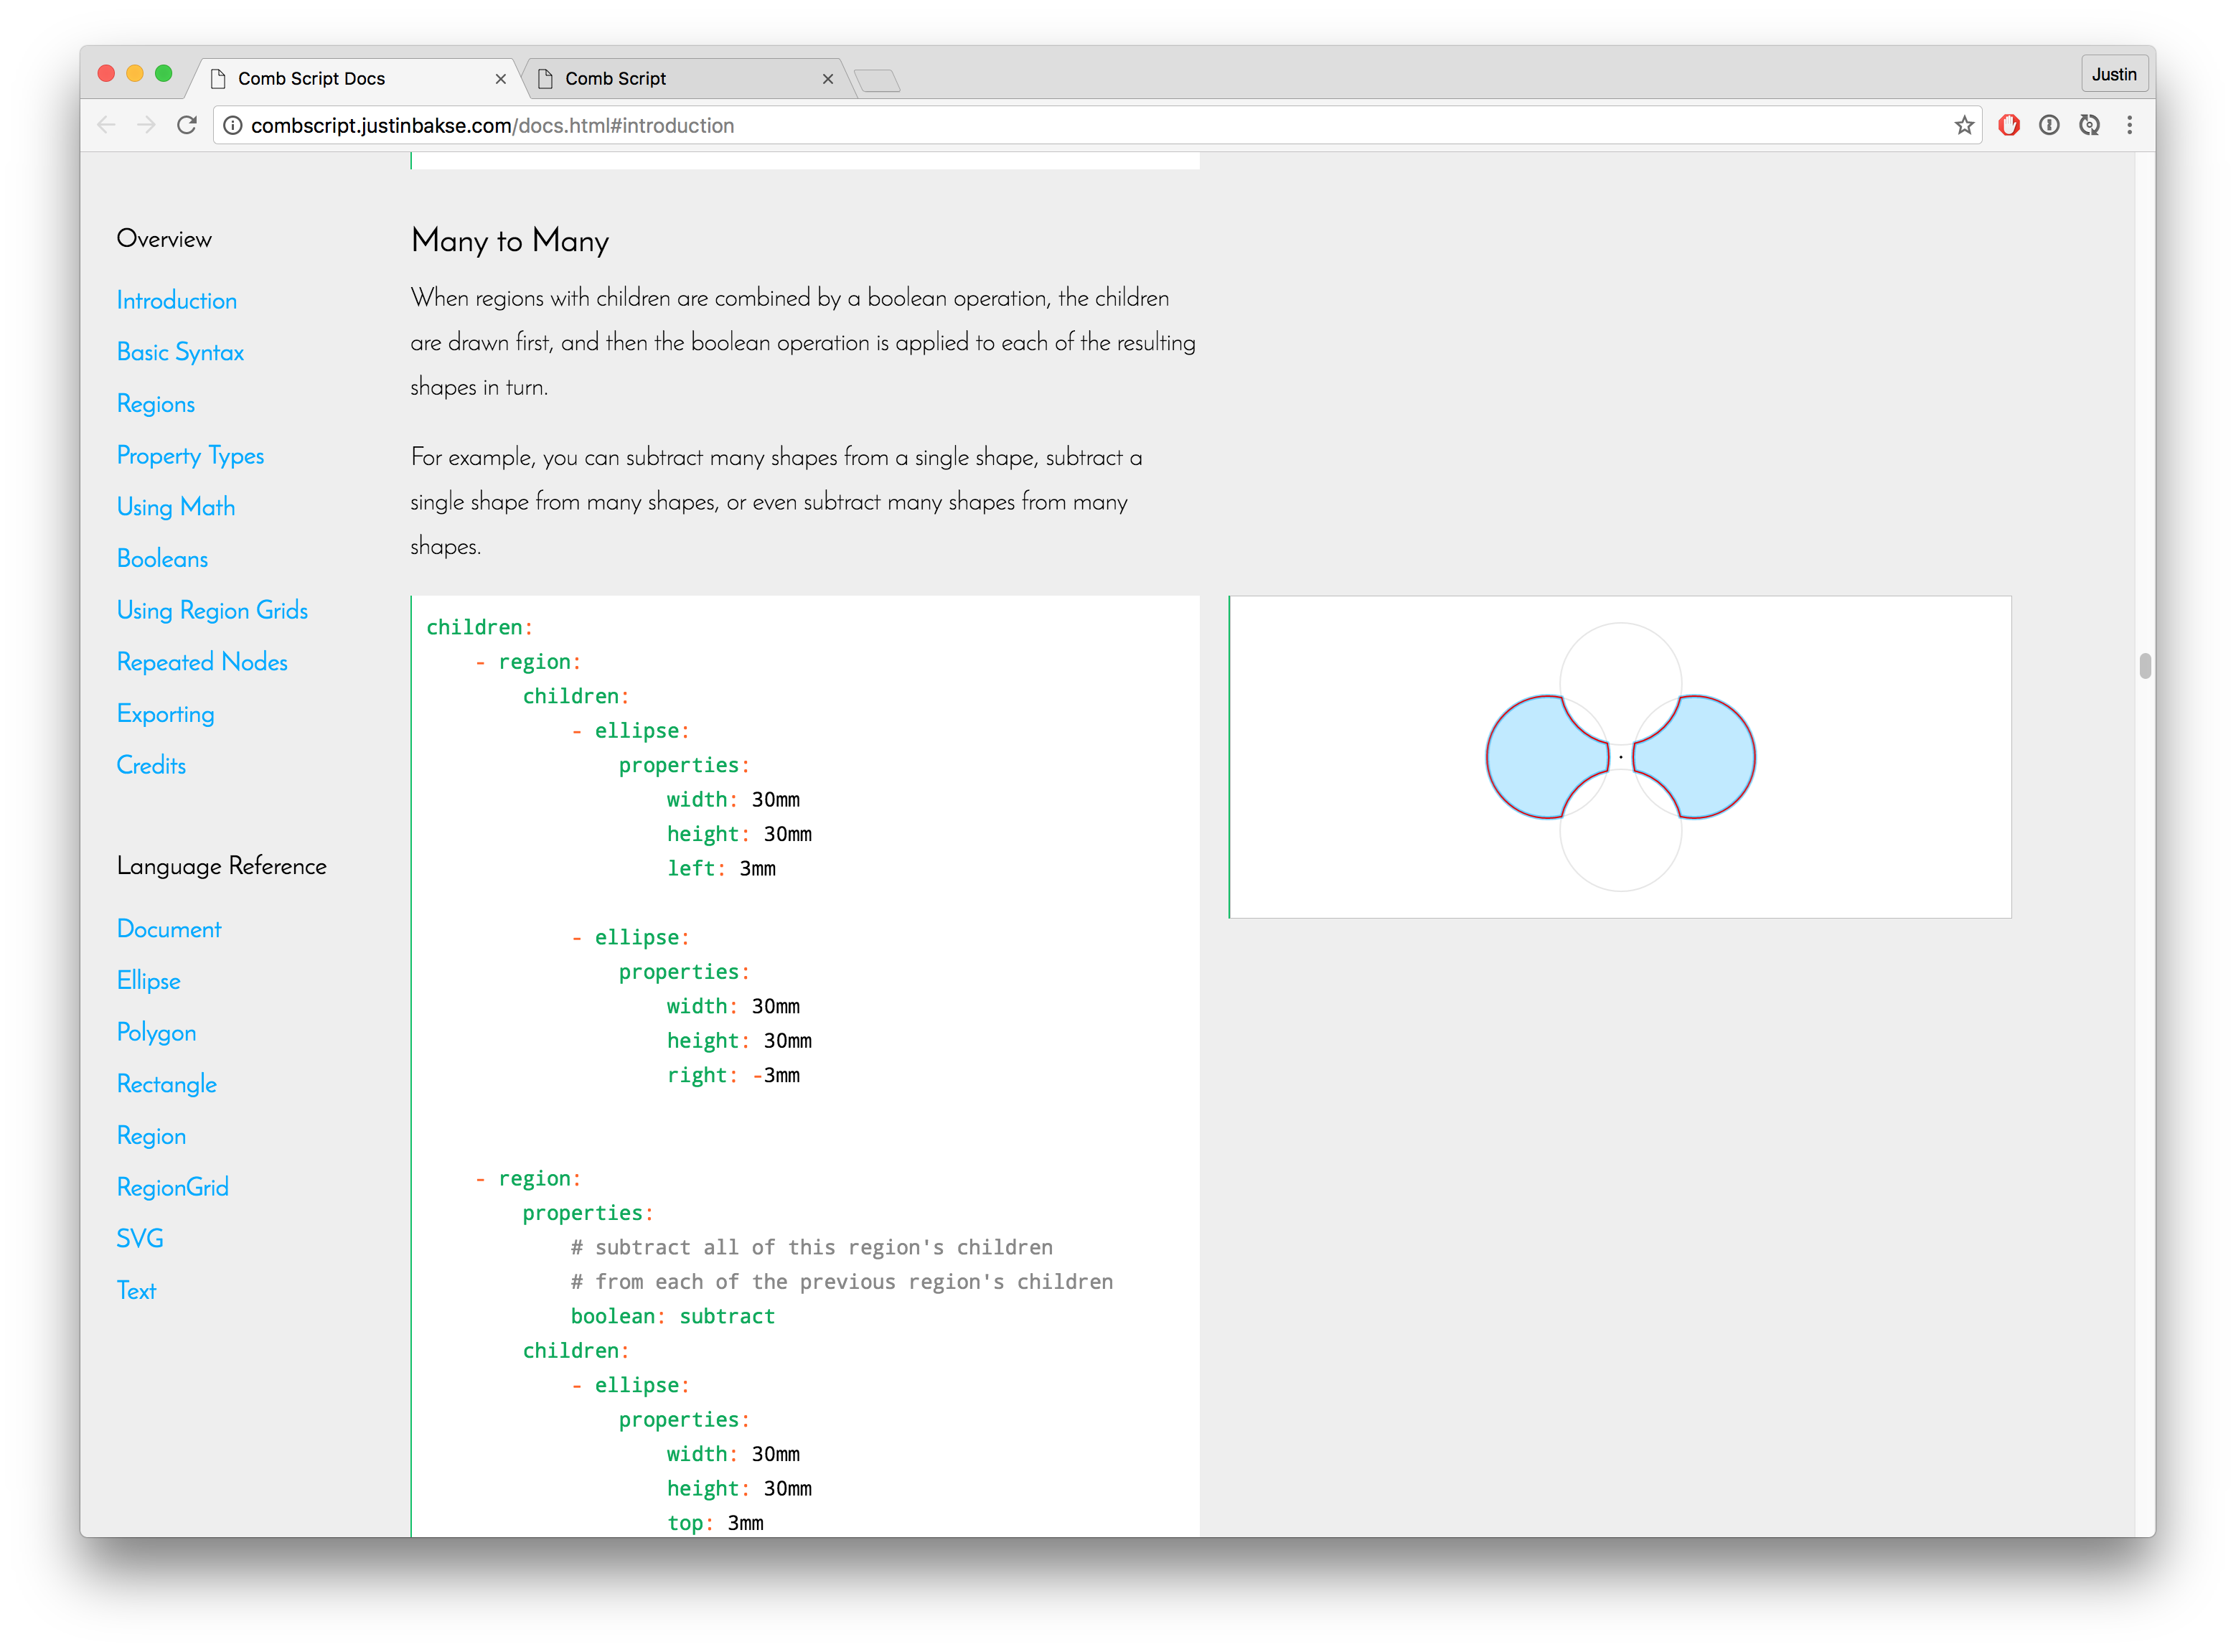 Comb Script Docs
Comb Script
Justin
combscript.justinbakse.com/docs.html#introduction
Overview
Introduction
Basic Syntax
Regions
Property Types
Using Math
Booleans
Using Region Grids
Repeated Nodes
Exporting
Credits
Language Reference
Document
Ellipse
Polygon
Rectangle
Region
RegionGrid
SVG
Text
Many to Many
When regions with children are combined by a boolean operation, the children
are drawn first, and then the boolean operation is applied to each of the resulting
shapes in turn.
For example, you can subtract many shapes from a single shape, subtract a
single shape from many shapes, or even subtract many shapes from many
shapes.
children:
- region:
children:
- ellipse:
properties:
width: 30mm
height: 30mm
left: 3mm
- ellipse:
properties:
width: 30mm
height: 30mm
right: -3mm
- region:
properties:
# subtract all of this region's children
# from each of the previous region's children
boolean: subtract
children:
- ellipse:
properties:
width: 30mm
height: 30mm
top: 3mm